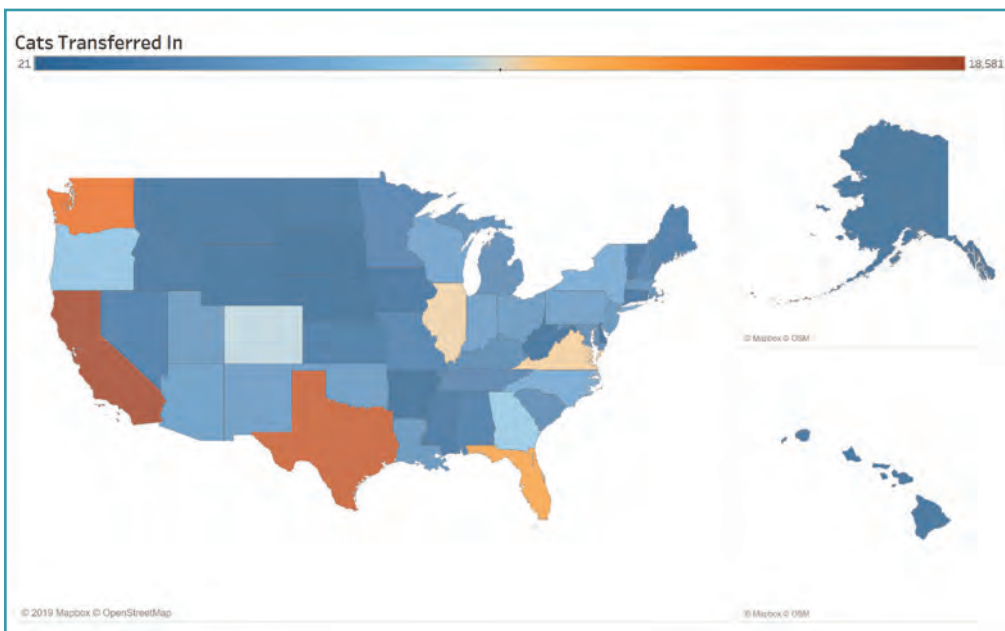 Cats Transferred In
21
18,581
© Mapbox © OSM
© 2019 Mapbox © OpenStreetMap
© Mapbox © OSM